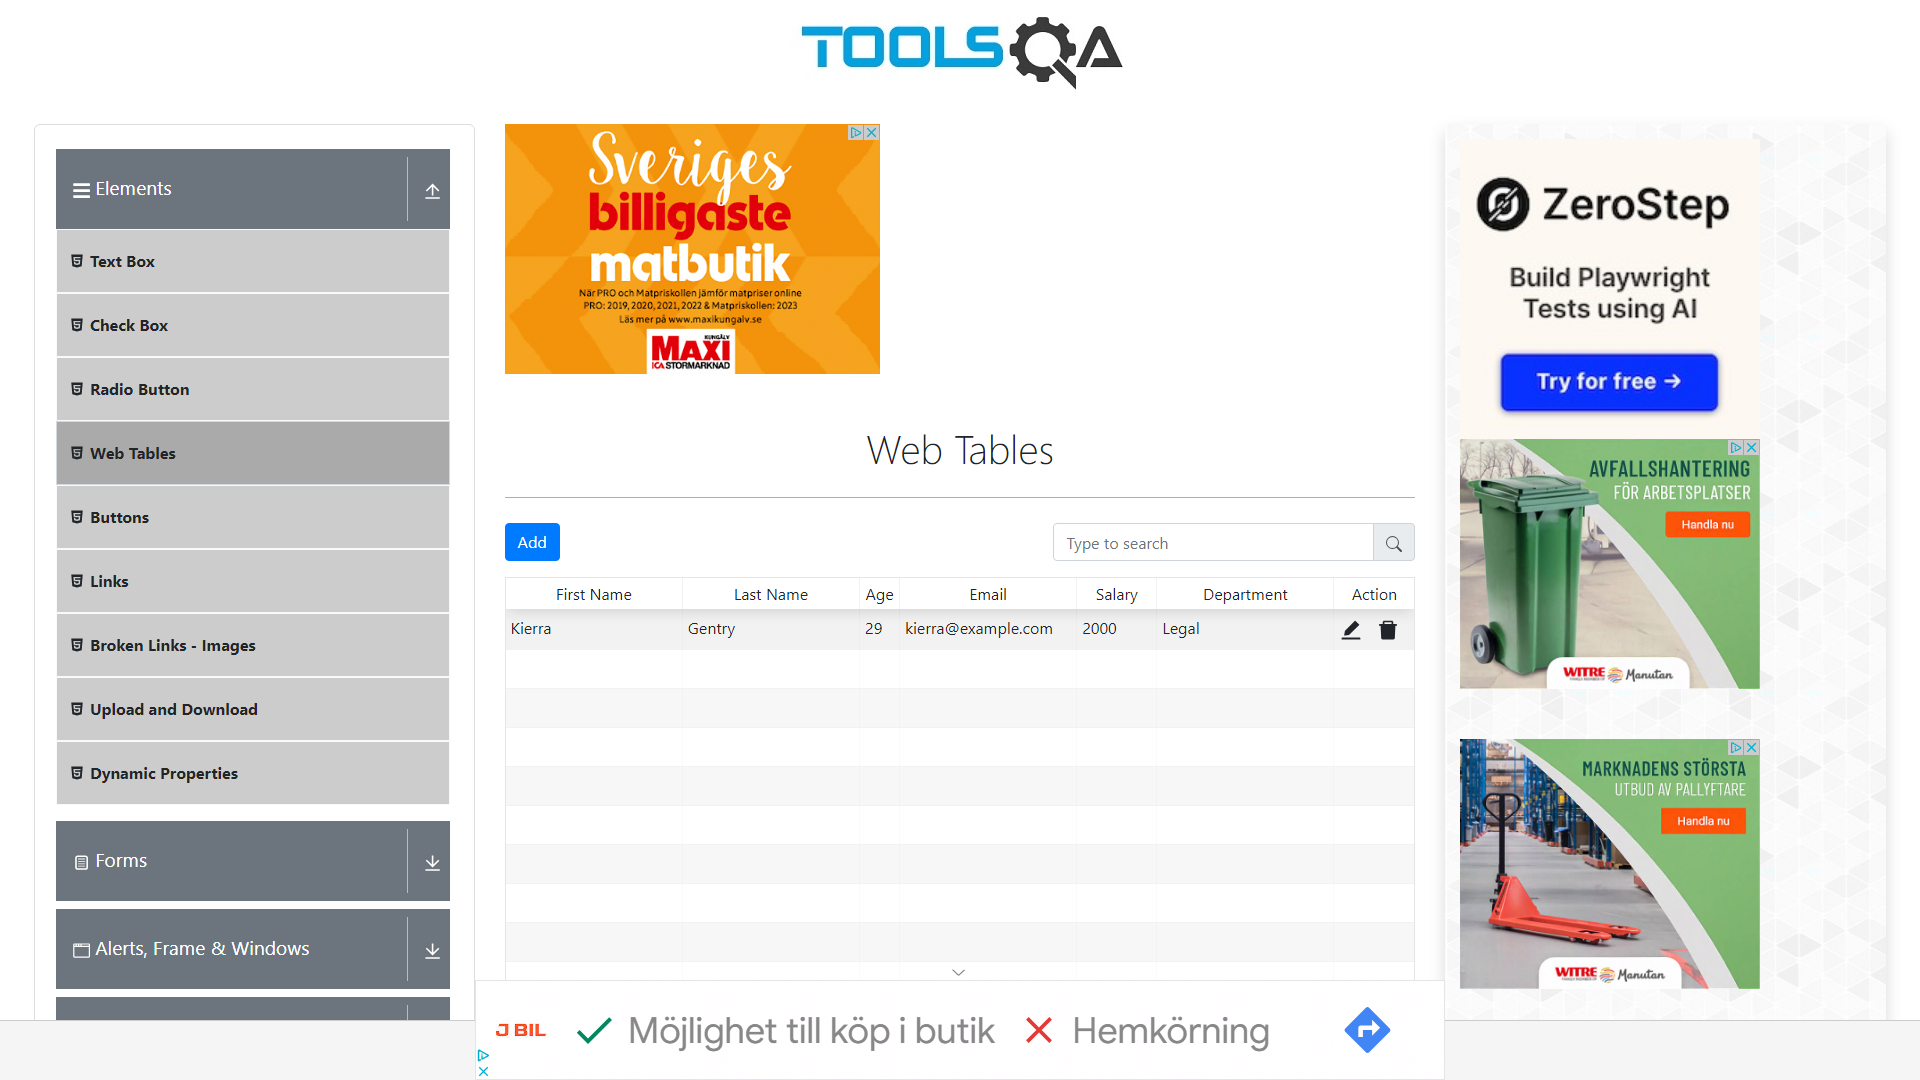 TOOLSQA
Elements
Text Box
Check Box
Radio Button
Web Tables
Buttons
Links
Broken Links - Images
Upload and Download
Dynamic Properties
Forms
Alerts, Frame & Windows
Sveriges
billigaste
matbutik
När PRO och Matpriskollen jämför matpriser online
PRO: 2019, 2020, 2021, 2022 & Matpriskollen: 2023
Läs mer på www.maxikungalv.se
KUNGÄLV
MAXI
ICA STORMARKNAD
Web Tables
Add
Type to search
First Name Last Name Age Email Salary Department Action
Kierra Gentry 29 kierra@example.com 2000 Legal
ZeroStep
Build Playwright
Tests using AI
Try for free →
AVFALLSHANTERING
FÖR ARBETSPLATSER
Handla nu
WITRE Manutan
MARKNADENS STÖRSTA
UTBUD AV PALLYFTARE
Handla nu
WITRE Manutan
J BIL Möjlighet till köp i butik Hemkörning